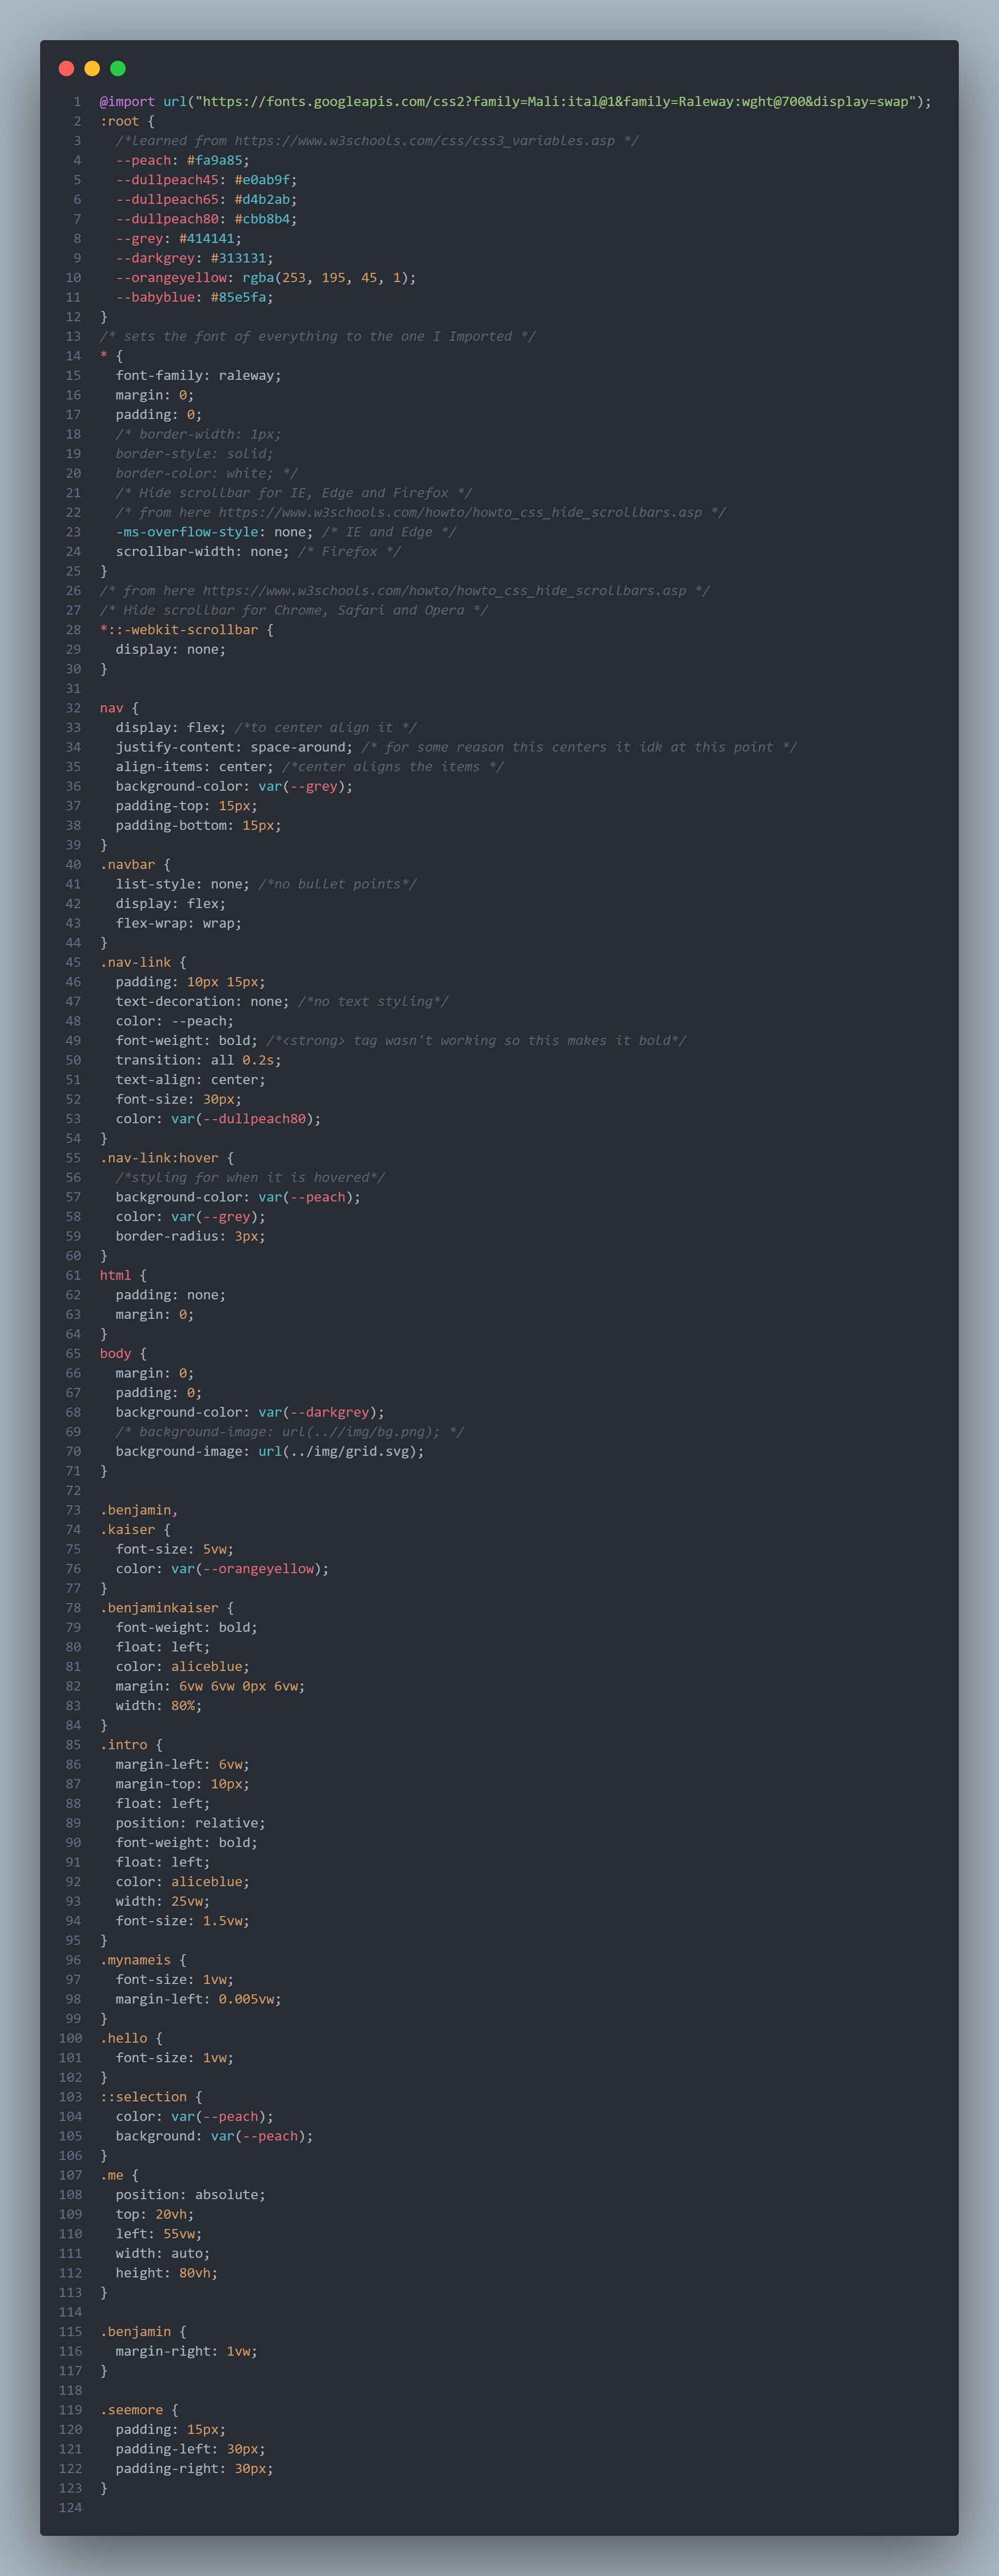 1 @import url("https://fonts.googleapis.com/css2?family=Mali:ital@1&family=Raleway:wght@700&display=swap");
2 :root {
3   /*learned from https://www.w3schools.com/css/css3_variables.asp */
4   --peach: #fa9a85;
5   --dullpeach45: #e0ab9f;
6   --dullpeach65: #d4b2ab;
7   --dullpeach80: #cbb8b4;
8   --grey: #414141;
9   --darkgrey: #313131;
10   --orangeyellow: rgba(253, 195, 45, 1);
11   --babyblue: #85e5fa;
12 }
13 /* sets the font of everything to the one I Imported */
14 * {
15   font-family: raleway;
16   margin: 0;
17   padding: 0;
18   /* border-width: 1px;
19   border-style: solid;
20   border-color: white; */
21   /* Hide scrollbar for IE, Edge and Firefox */
22   /* from here https://www.w3schools.com/howto/howto_css_hide_scrollbars.asp */
23   -ms-overflow-style: none; /* IE and Edge */
24   scrollbar-width: none; /* Firefox */
25 }
26 /* from here https://www.w3schools.com/howto/howto_css_hide_scrollbars.asp */
27 /* Hide scrollbar for Chrome, Safari and Opera */
28 *::-webkit-scrollbar {
29   display: none;
30 }
31
32 nav {
33   display: flex; /*to center align it */
34   justify-content: space-around; /* for some reason this centers it idk at this point */
35   align-items: center; /*center aligns the items */
36   background-color: var(--grey);
37   padding-top: 15px;
38   padding-bottom: 15px;
39 }
40 .navbar {
41   list-style: none; /*no bullet points*/
42   display: flex;
43   flex-wrap: wrap;
44 }
45 .nav-link {
46   padding: 10px 15px;
47   text-decoration: none; /*no text styling*/
48   color: --peach;
49   font-weight: bold; /*<strong> tag wasn't working so this makes it bold*/
50   transition: all 0.2s;
51   text-align: center;
52   font-size: 30px;
53   color: var(--dullpeach80);
54 }
55 .nav-link:hover {
56   /*styling for when it is hovered*/
57   background-color: var(--peach);
58   color: var(--grey);
59   border-radius: 3px;
60 }
61 html {
62   padding: none;
63   margin: 0;
64 }
65 body {
66   margin: 0;
67   padding: 0;
68   background-color: var(--darkgrey);
69   /* background-image: url(..//img/bg.png); */
70   background-image: url(../img/grid.svg);
71 }
72
73 .benjamin,
74 .kaiser {
75   font-size: 5vw;
76   color: var(--orangeyellow);
77 }
78 .benjaminkaiser {
79   font-weight: bold;
80   float: left;
81   color: aliceblue;
82   margin: 6vw 6vw 0px 6vw;
83   width: 80%;
84 }
85 .intro {
86   margin-left: 6vw;
87   margin-top: 10px;
88   float: left;
89   position: relative;
90   font-weight: bold;
91   float: left;
92   color: aliceblue;
93   width: 25vw;
94   font-size: 1.5vw;
95 }
96 .mynameis {
97   font-size: 1vw;
98   margin-left: 0.005vw;
99 }
100 .hello {
101   font-size: 1vw;
102 }
103 ::selection {
104   color: var(--peach);
105   background: var(--peach);
106 }
107 .me {
108   position: absolute;
109   top: 20vh;
110   left: 55vw;
111   width: auto;
112   height: 80vh;
113 }
114
115 .benjamin {
116   margin-right: 1vw;
117 }
118
119 .seemore {
120   padding: 15px;
121   padding-left: 30px;
122   padding-right: 30px;
123 }
124